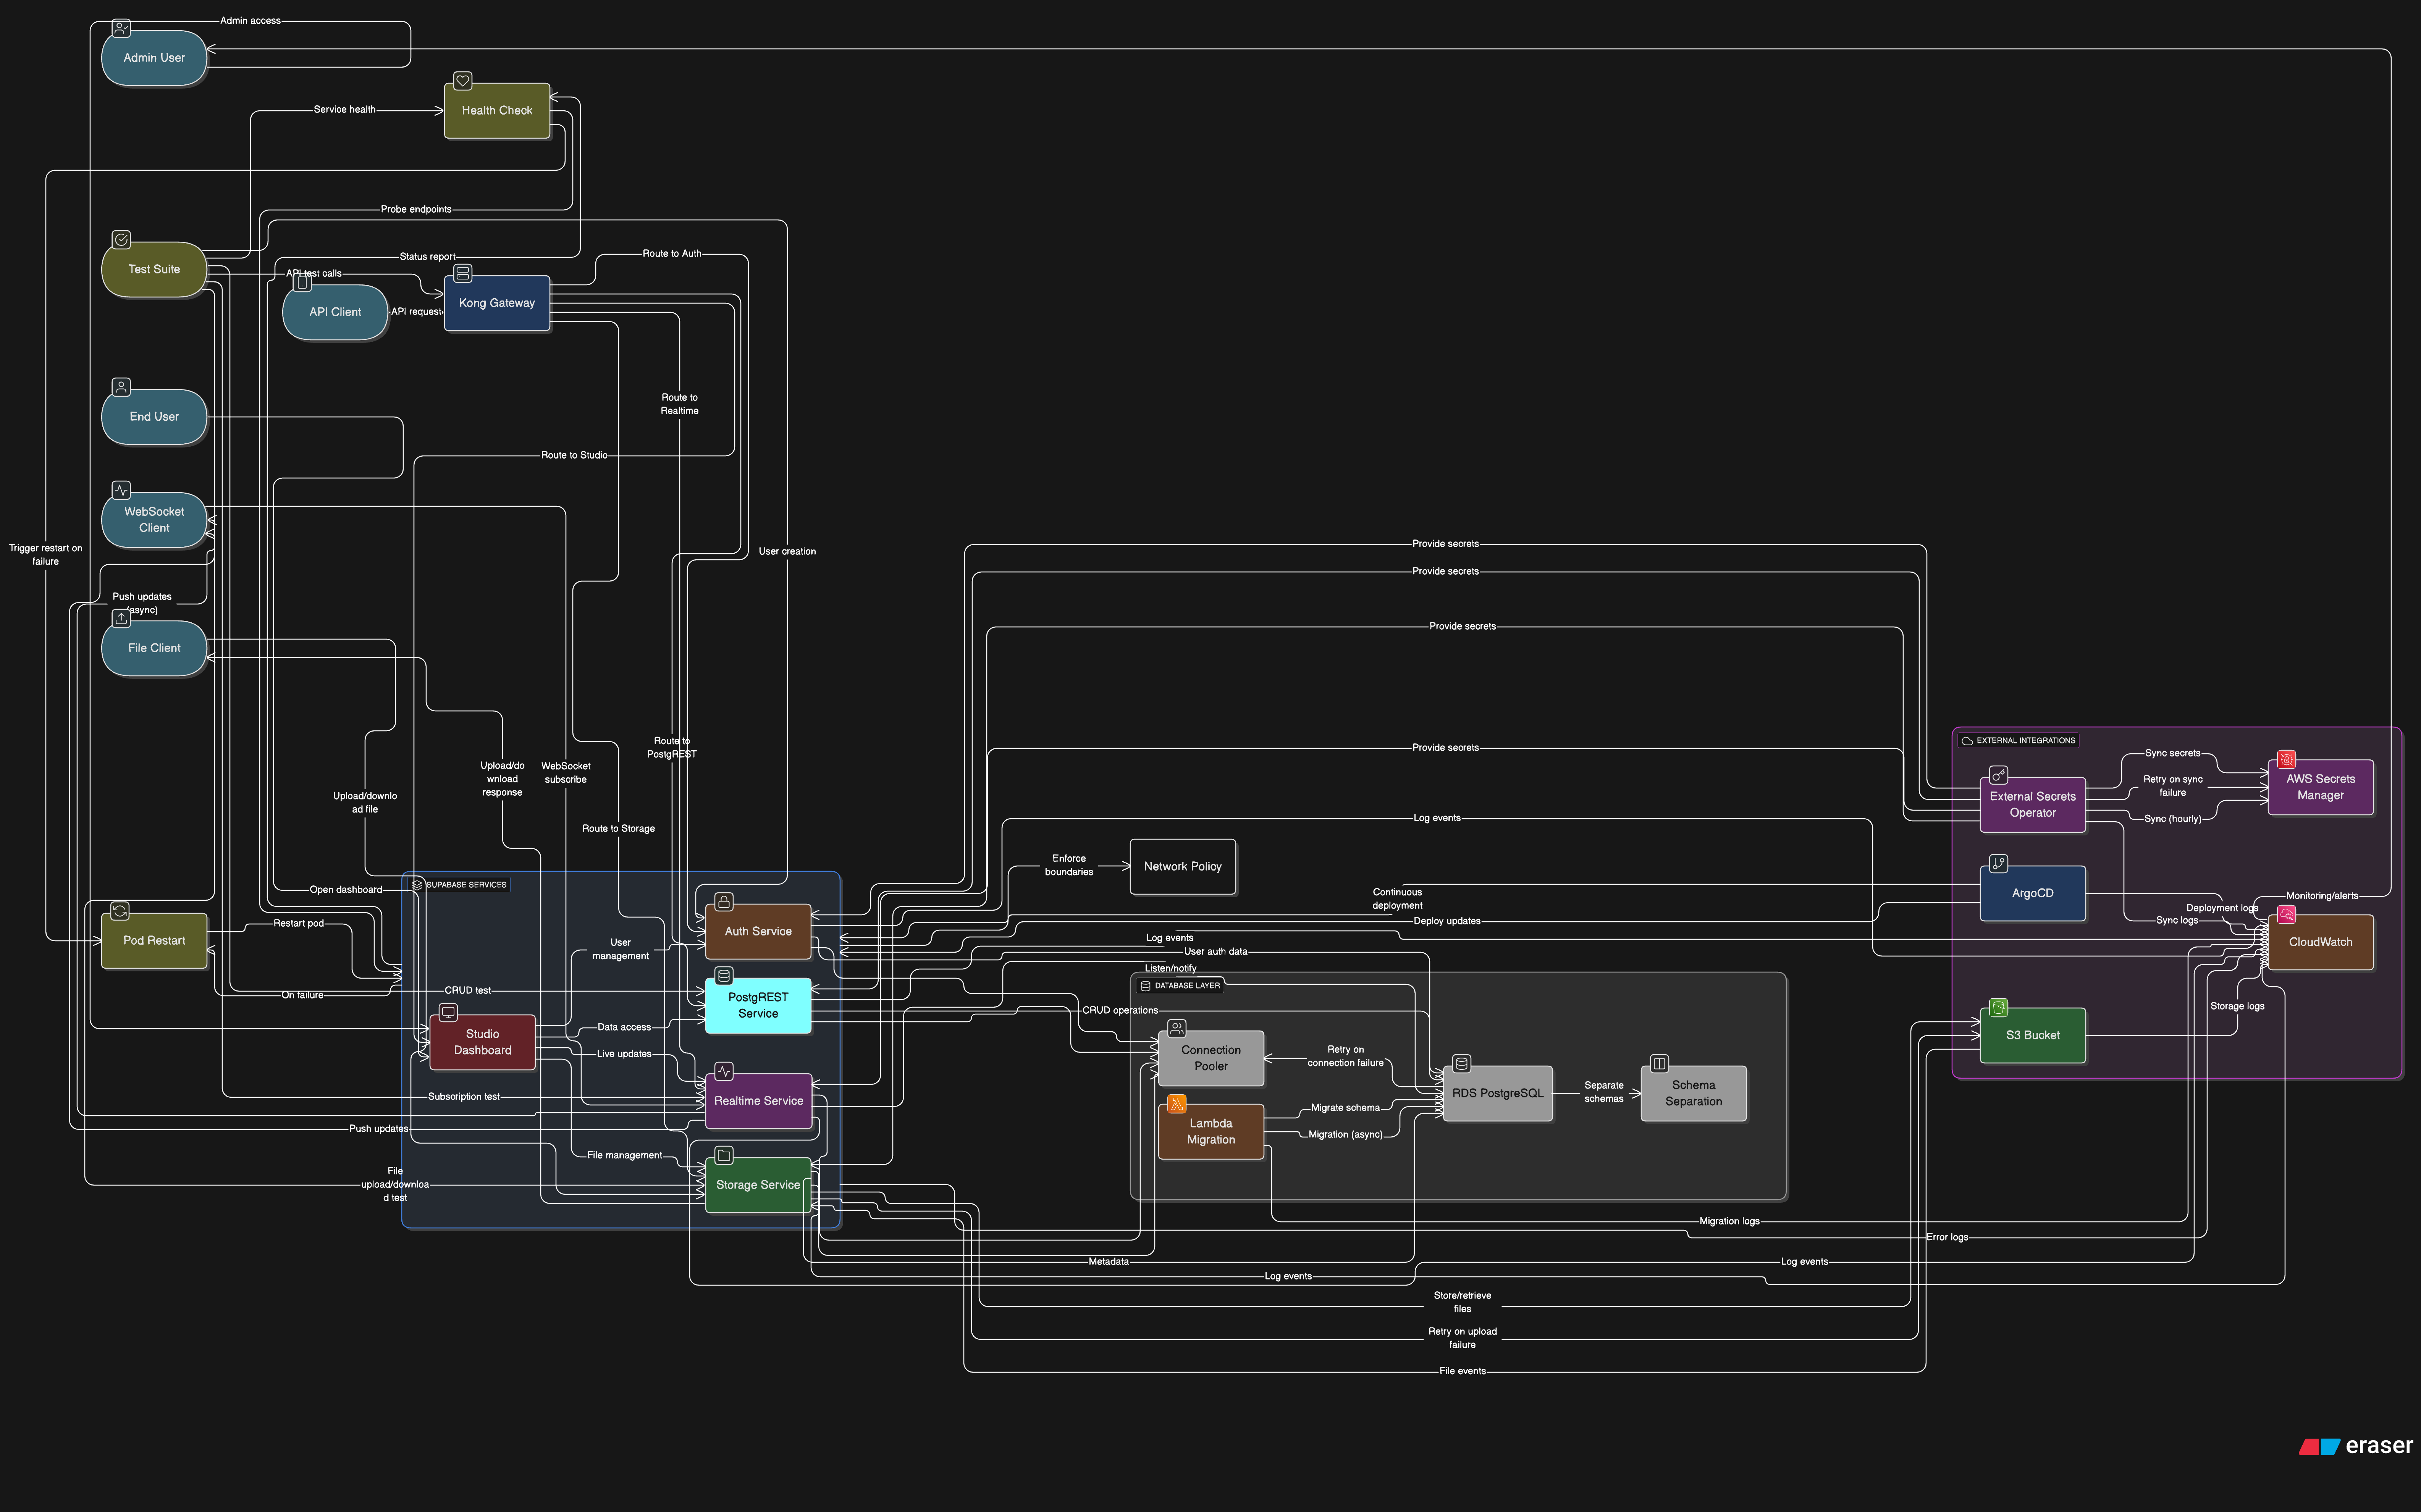 Admin access
Admin User
Health Check
Service health
Probe endpoints
Route to Auth
Status report
Test Suite
API test calls
Kong Gateway
API Client
API request
Route to
Realtime
End User
Route to Studio
WebSocket
Client
Provide secrets
Trigger restart on
failure
User creation
Provide secrets
Push updates
(async)
Provide secrets
File Client
Route to
PostgREST
Provide secrets
EXTERNAL INTEGRATIONS
Sync secrets
AWS Secrets
Manager
Upload/do
wnload
response
WebSocket
subscribe
Retry on sync
failure
External Secrets
Operator
Upload/downlo
ad file
Log events
Sync (hourly)
Route to Storage
Enforce
boundaries
Network Policy
SUPABASE SERVICES
Open dashboard
Continuous
deployment
ArgoCD
Monitoring/alerts
Deployment logs
Restart pod
Deploy updates
Sync logs
Auth Service
Pod Restart
User
management
Log events
CloudWatch
User auth data
Listen/notify
DATABASE LAYER
On failure
CRUD test
PostgREST
Service
CRUD operations
Storage logs
Studio
Dashboard
Data access
S3 Bucket
Live updates
Connection
Pooler
Retry on
connection failure
Subscription test
Realtime Service
RDS PostgreSQL
Separate
schemas
Schema
Separation
Migrate schema
Push updates
Lambda
Migration
Migration (async)
File management
File
upload/downloa
d test
Storage Service
Migration logs
Error logs
Metadata
Log events
Log events
Store/retrieve
files
Retry on upload
failure
File events
eraser